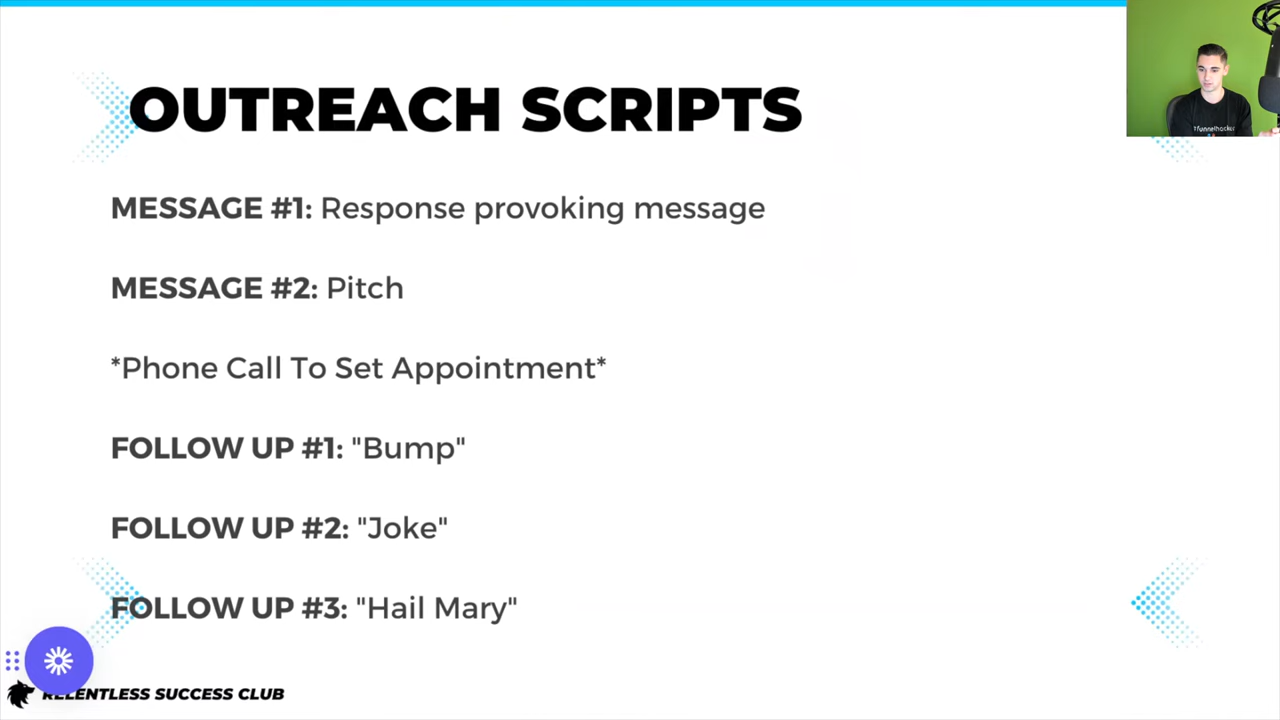 OUTREACH SCRIPTS
MESSAGE #1: Response provoking message
MESSAGE #2: Pitch
*Phone Call To Set Appointment*
FOLLOW UP #1: "Bump"
FOLLOW UP #2: "Joke"
FOLLOW UP #3: "Hail Mary"
RELENTLESS SUCCESS CLUB